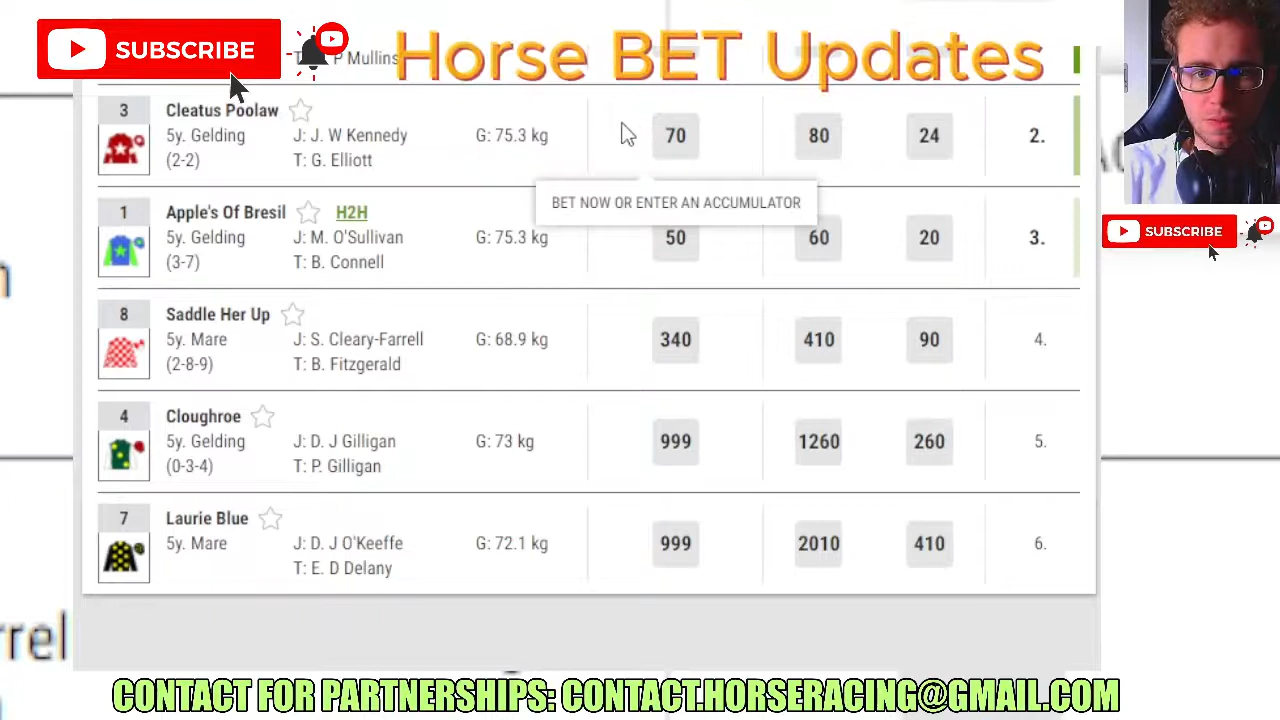 SUBSCRIBE
Horse BET Updates
P Mullins
3 Cleatus Poolaw
5y. Gelding J: J. W Kennedy G: 75.3 kg 70 80 24 2.
(2-2) T: G. Elliott
BET NOW OR ENTER AN ACCUMULATOR
1 Apple's Of Bresil H2H
5y. Gelding J: M. O'Sullivan G: 75.3 kg 50 60 20 3.
(3-7) T: B. Connell
SUBSCRIBE
8 Saddle Her Up
5y. Mare J: S. Cleary-Farrell G: 68.9 kg 340 410 90 4.
(2-8-9) T: B. Fitzgerald
4 Cloughroe
5y. Gelding J: D. J Gilligan G: 73 kg 999 1260 260 5.
(0-3-4) T: P. Gilligan
7 Laurie Blue
5y. Mare J: D. J O'Keeffe G: 72.1 kg 999 2010 410 6.
T: E. D Delany
rrel
CONTACT FOR PARTNERSHIPS: CONTACT.HORSERACING@GMAIL.COM